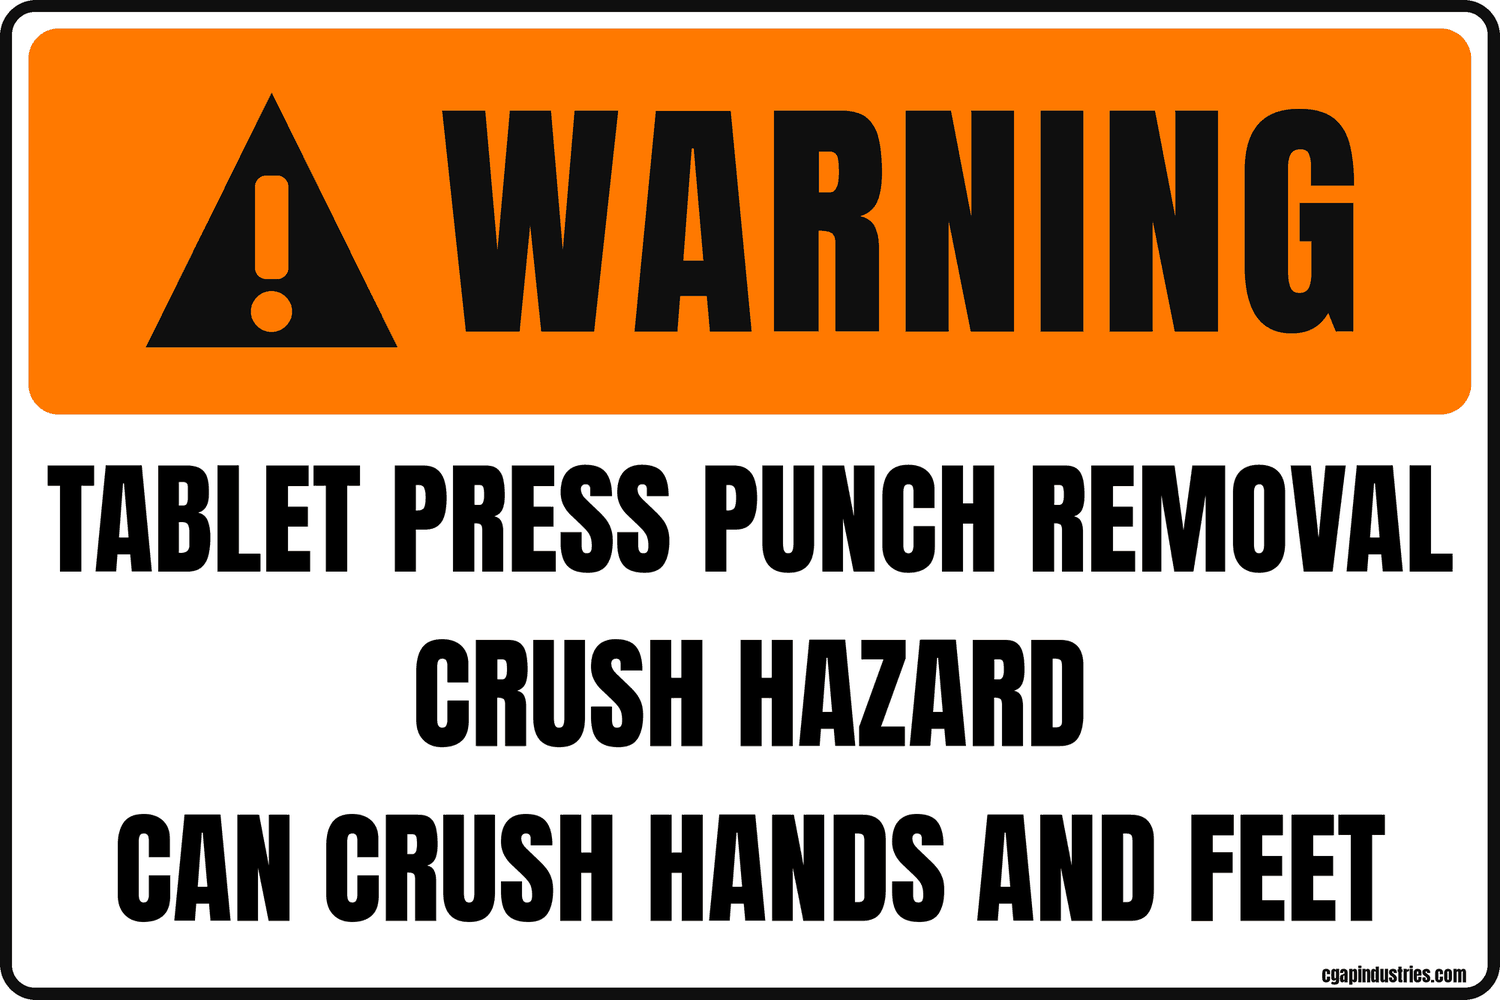 WARNING
TABLET PRESS PUNCH REMOVAL
CRUSH HAZARD
CAN CRUSH HANDS AND FEET
cgapindustries.com